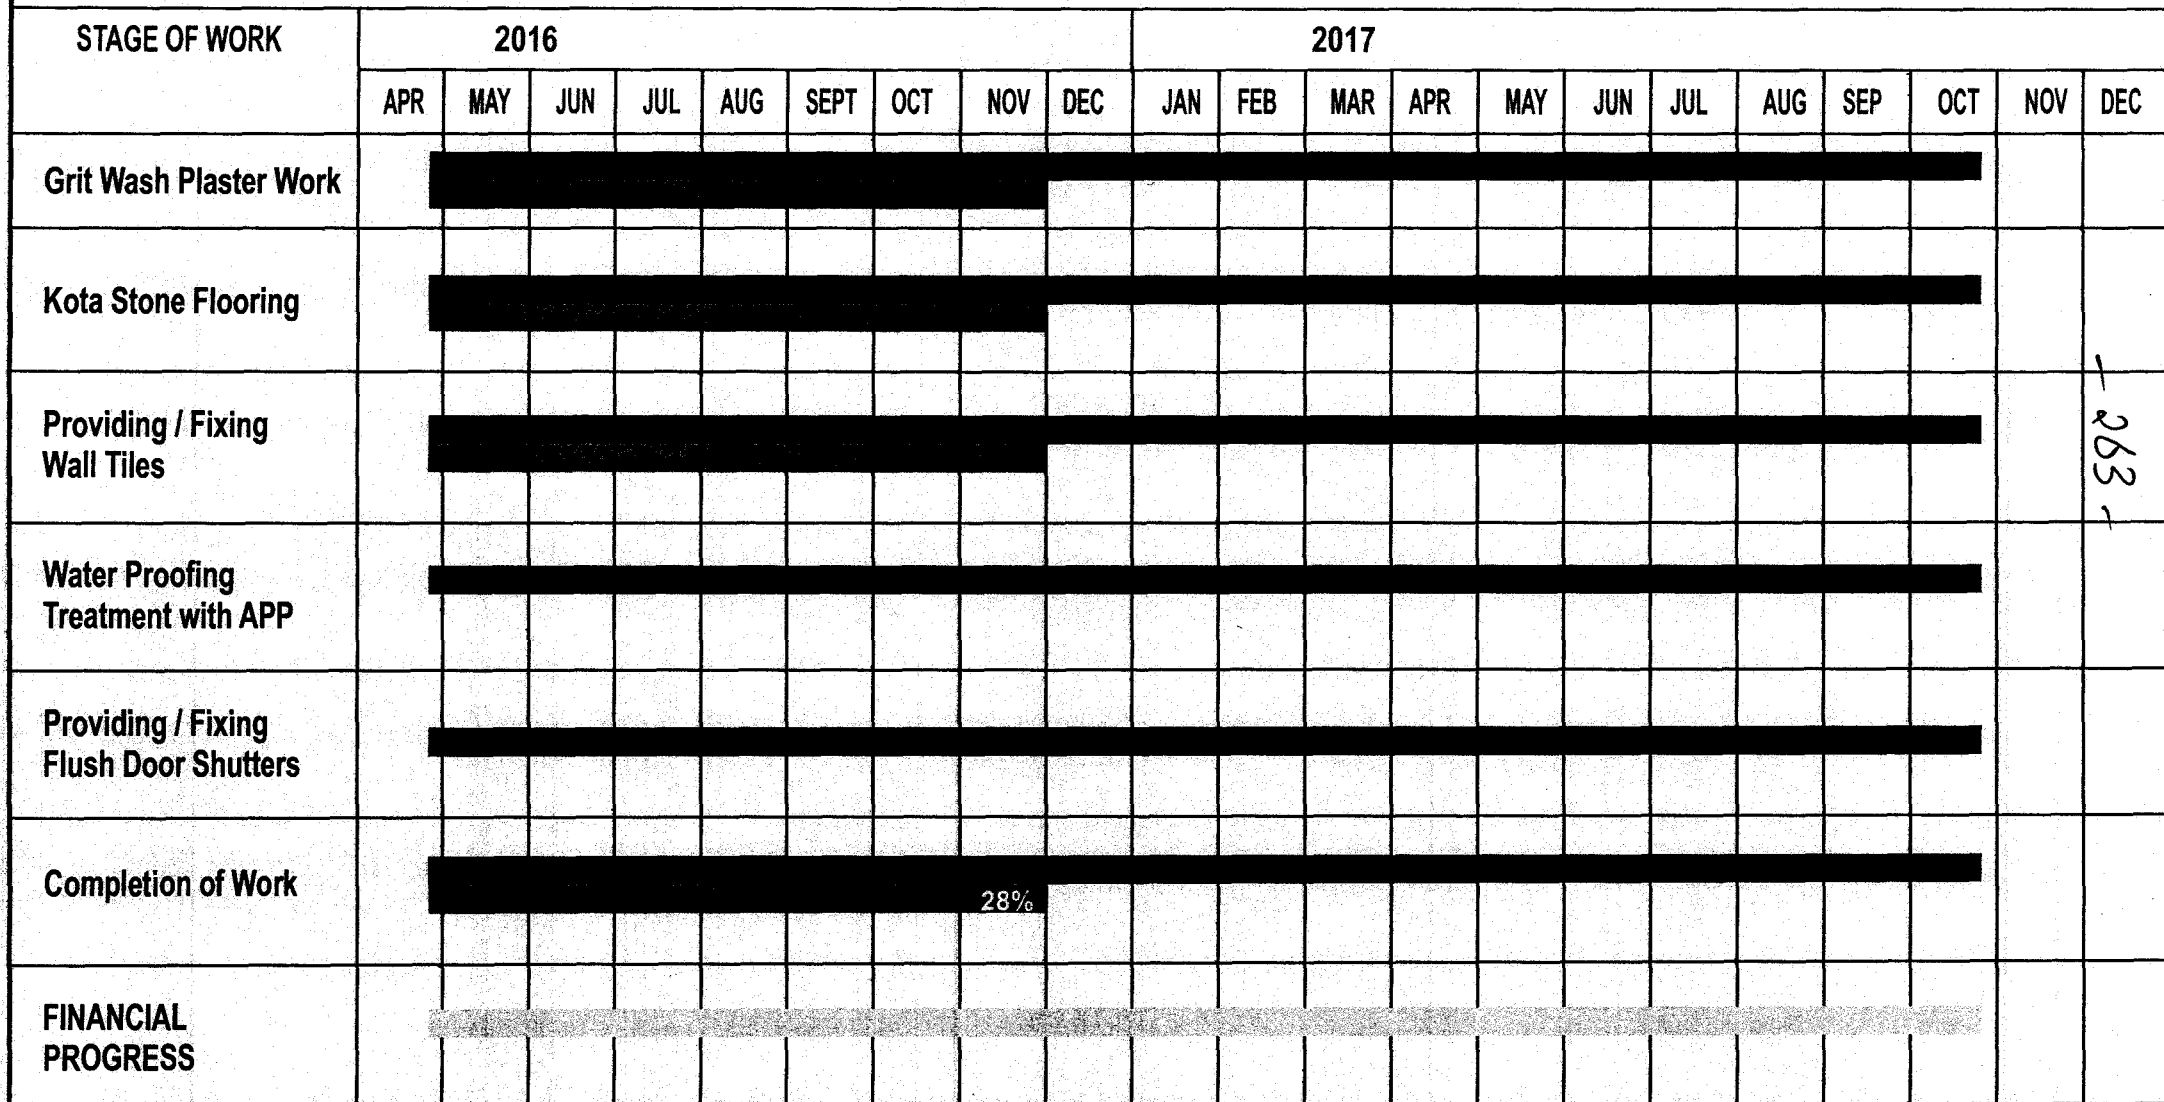 STAGE OF WORK 2016 2017
APR MAY JUN JUL AUG SEPT OCT NOV DEC JAN FEB MAR APR MAY JUN JUL AUG SEP OCT NOV DEC
Grit Wash Plaster Work
Kota Stone Flooring
Providing / Fixing
Wall Tiles
- 263 -
Water Proofing
Treatment with APP
Providing / Fixing
Flush Door Shutters
Completion of Work
28%
FINANCIAL
PROGRESS